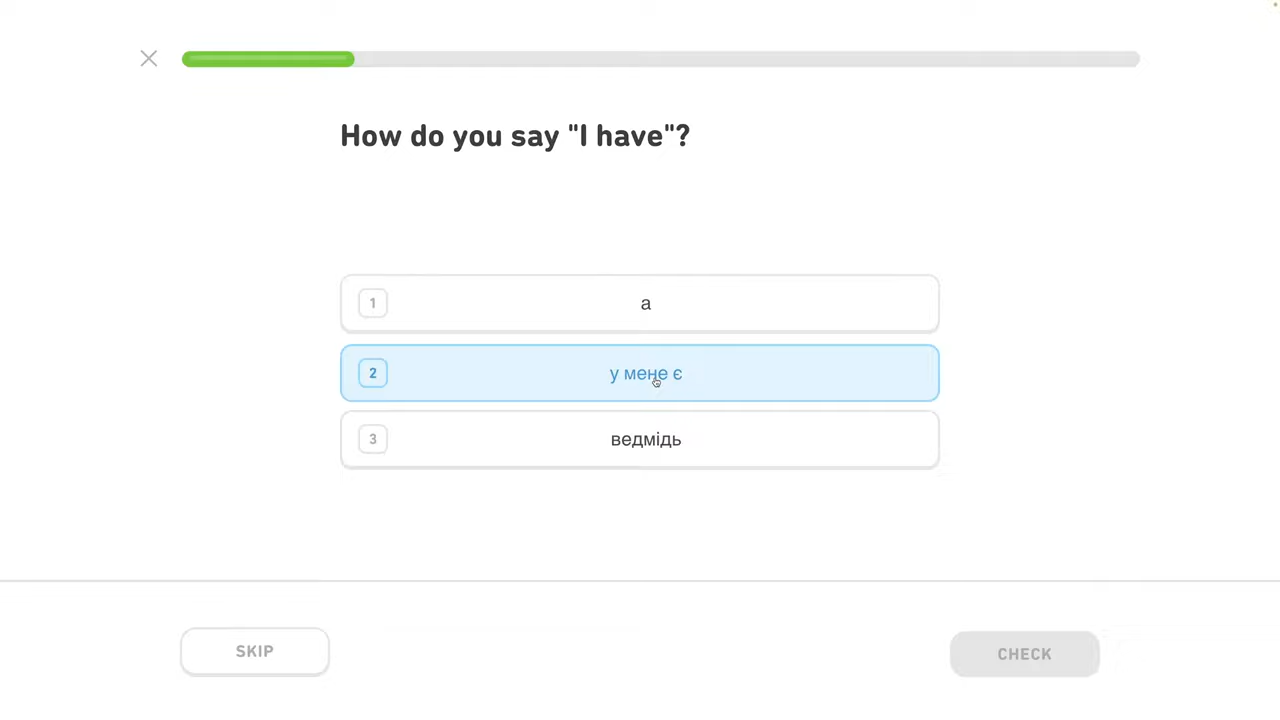 How do you say "I have"?
1 а
2 у мене є
3 ведмідь
SKIP
CHECK